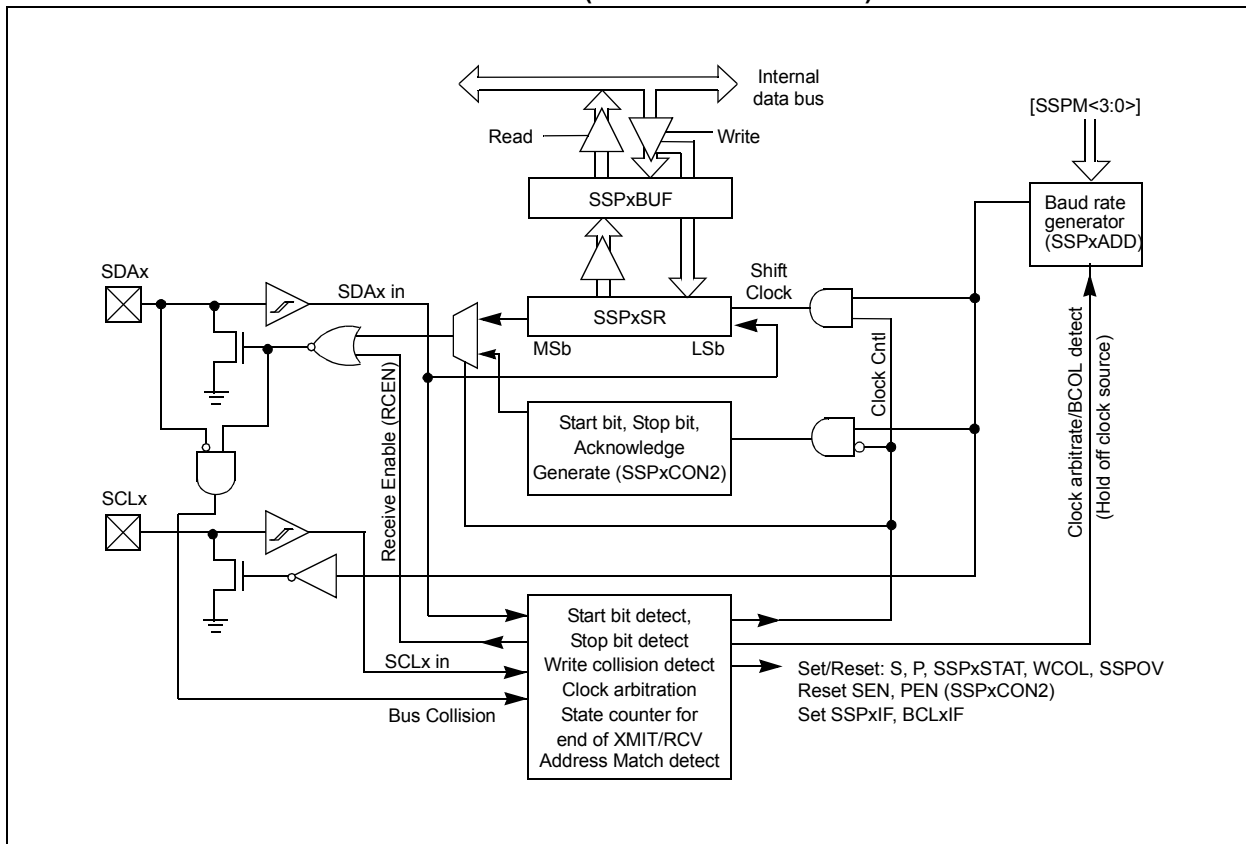 Internal
data bus
[SSPM<3:0>]
Read
Write
SSPxBUF
Baud rate
generator
(SSPxADD)
SDAx
SDAx in
Shift
Clock
SSPxSR
MSb
LSb
Receive Enable (RCEN)
Clock Cntl
Clock arbitrate/BCOL detect
(Hold off clock source)
Start bit, Stop bit,
Acknowledge
Generate (SSPxCON2)
SCLx
SCLx in
Bus Collision
Start bit detect,
Stop bit detect
Write collision detect
Clock arbitration
State counter for
end of XMIT/RCV
Address Match detect
Set/Reset: S, P, SSPxSTAT, WCOL, SSPOV
Reset SEN, PEN (SSPxCON2)
Set SSPxIF, BCLxIF